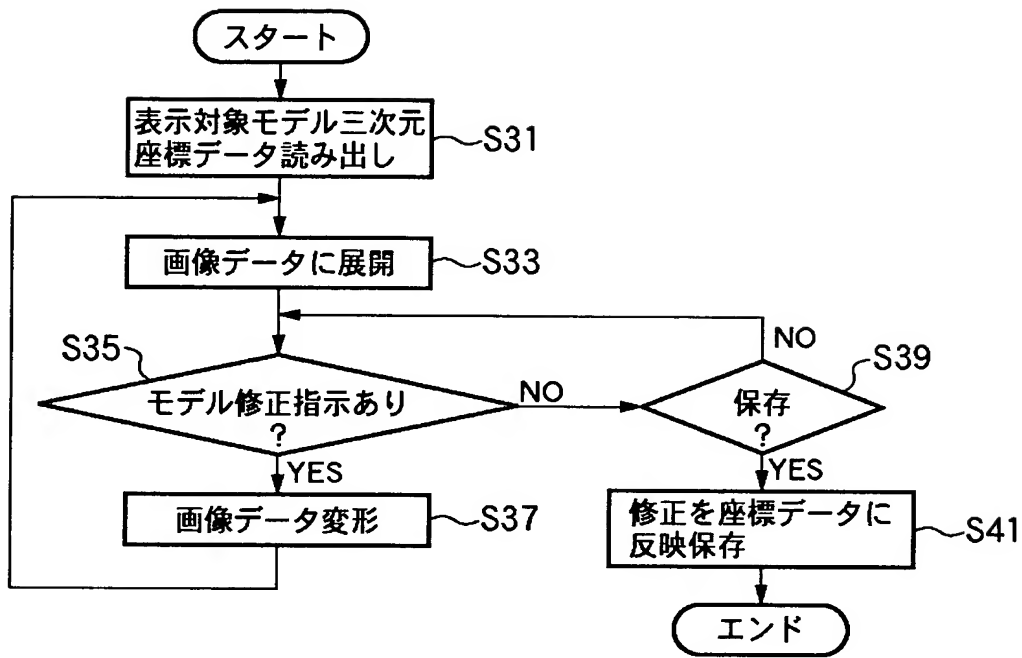 スタート
表示対象モデル三次元
座標データ読み出し
S31
画像データに展開
S33
S35
モデル修正指示あり
?
NO
YES
画像データ変形
S37
NO
S39
保存
?
YES
修正を座標データに
反映保存
S41
エンド